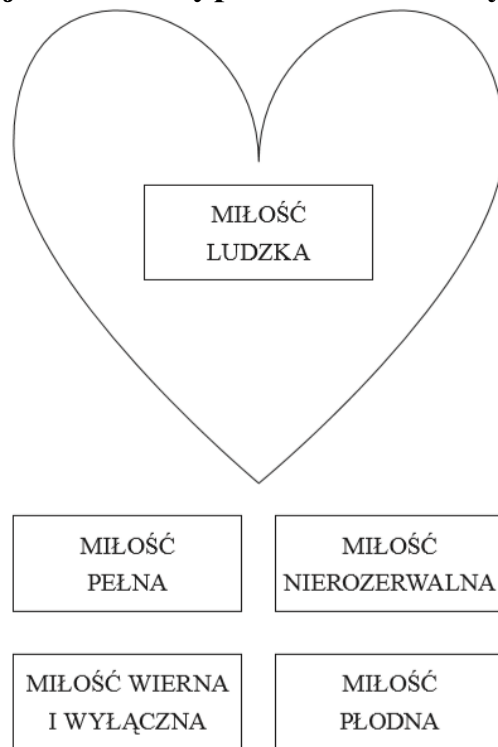 MIŁOŚĆ
LUDZKA
MIŁOŚĆ
PEŁNA
MIŁOŚĆ
NIEROZERWALNA
MIŁOŚĆ WIERNA
I WYŁĄCZNA
MIŁOŚĆ
PŁODNA